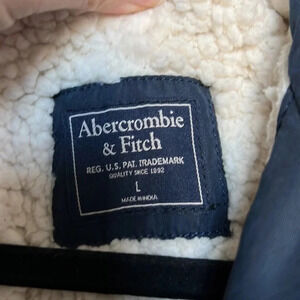 Abercrombie
& Fitch
REG. U.S. PAT. TRADEMARK
QUALITY SINCE 1892
L
MADE IN INDIA